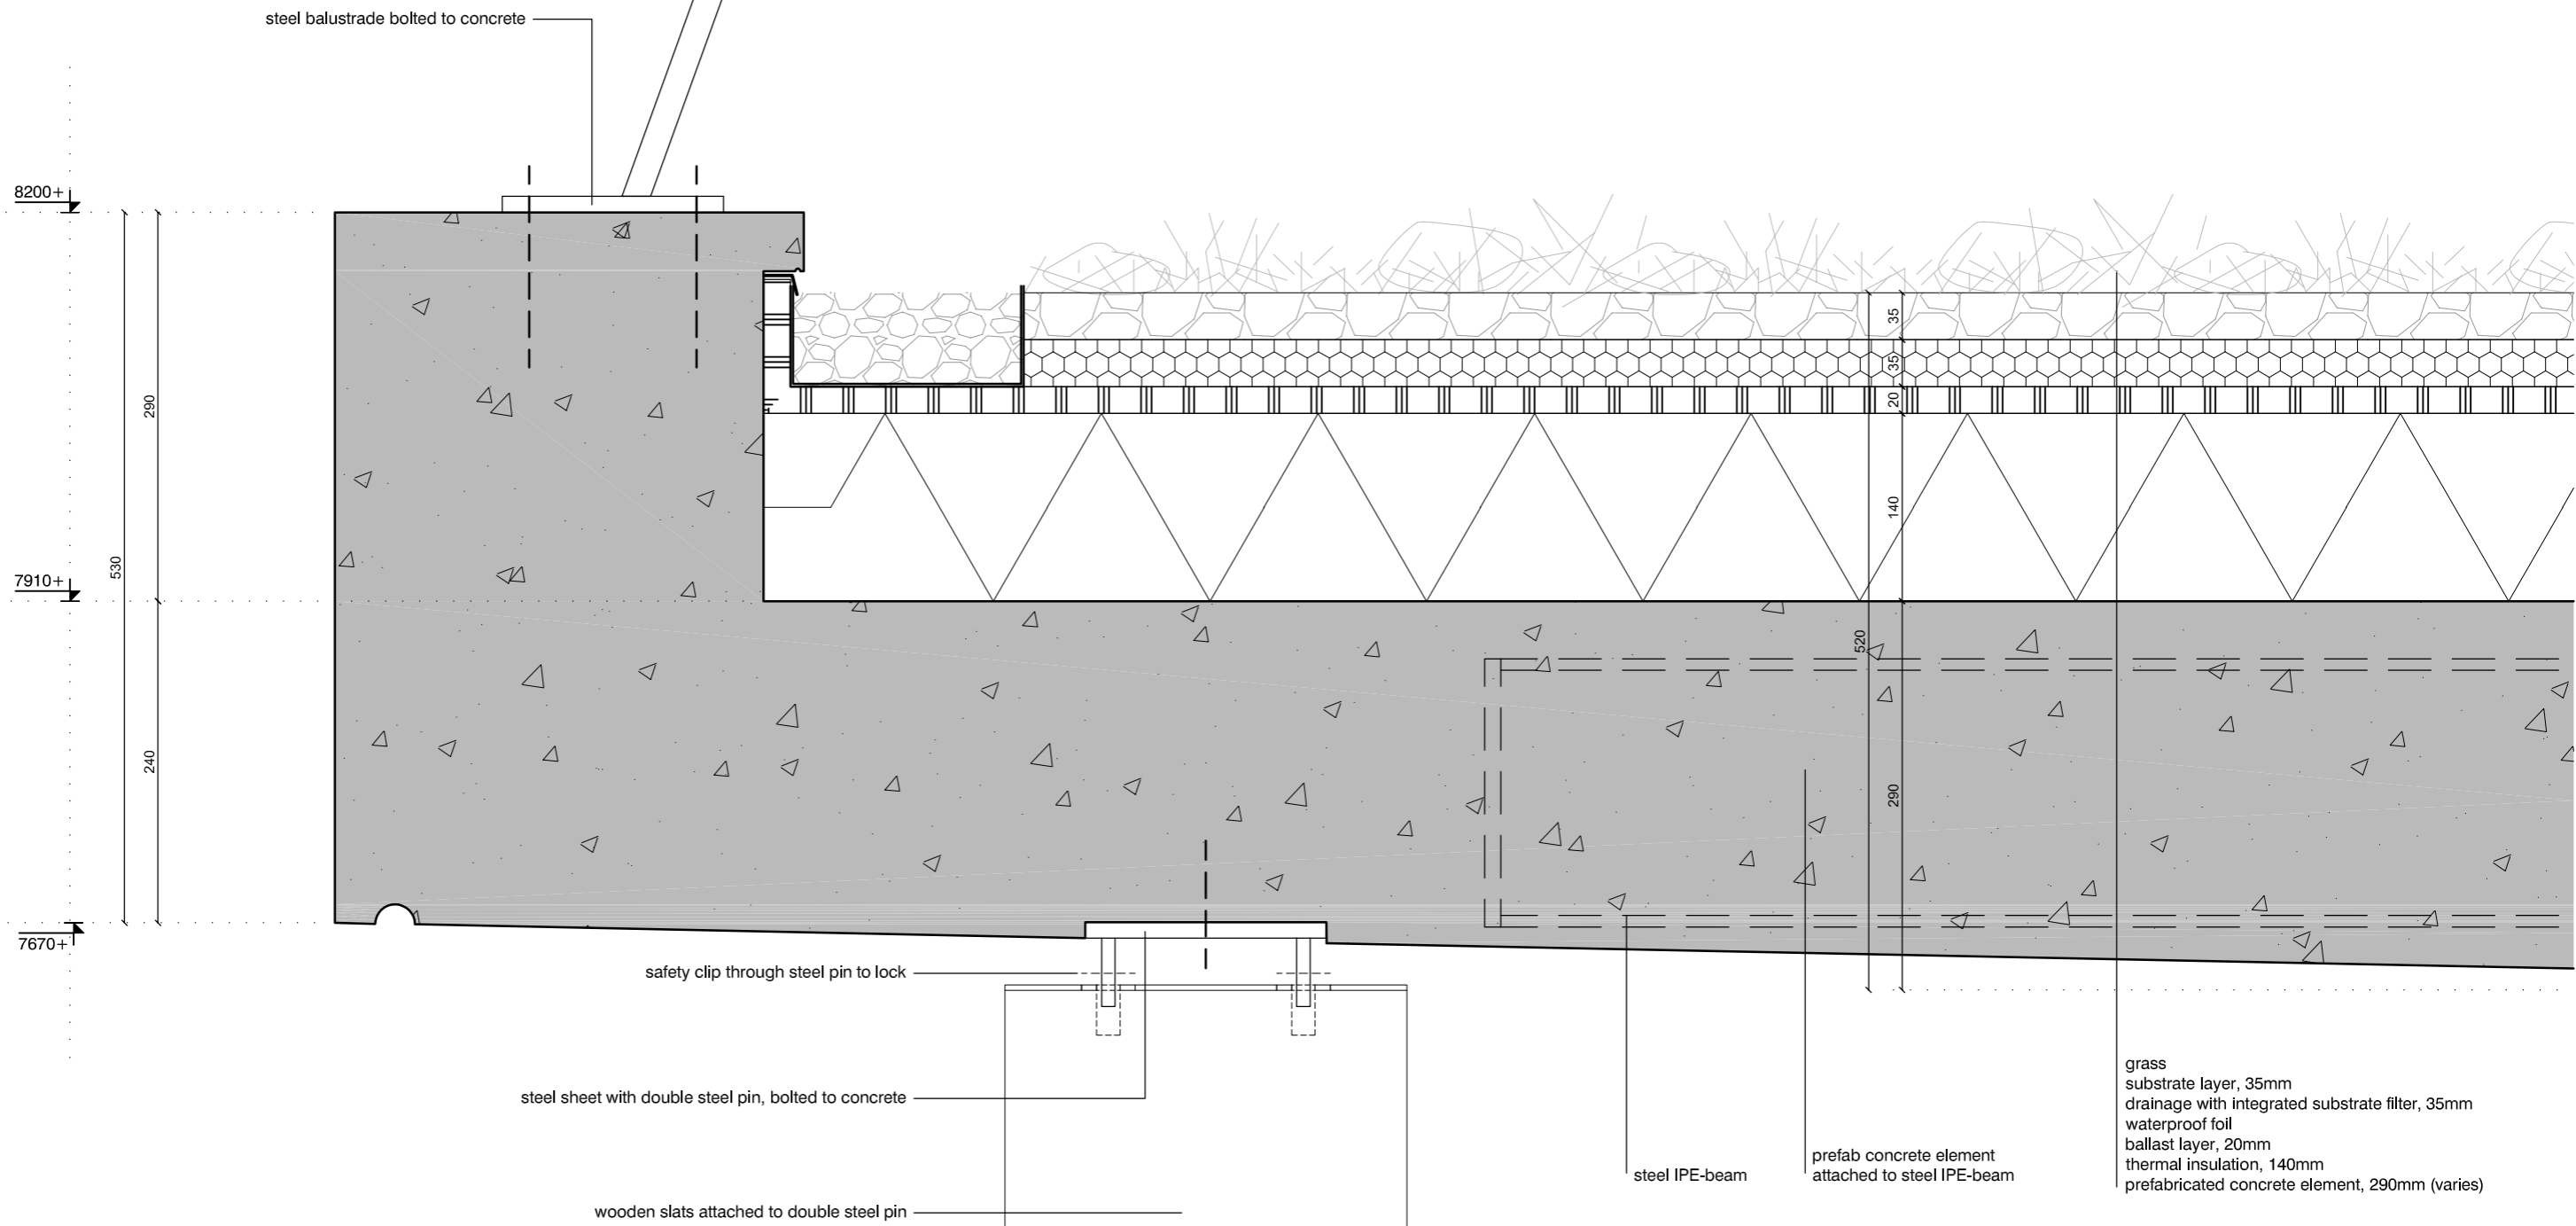 steel balustrade bolted to concrete
8200+
290
530
7910+
240
7670+
35
35
20
140
520
290
safety clip through steel pin to lock
steel sheet with double steel pin, bolted to concrete
wooden slats attached to double steel pin
steel IPE-beam
prefab concrete element
attached to steel IPE-beam
grass
substrate layer, 35mm
drainage with integrated substrate filter, 35mm
waterproof foil
ballast layer, 20mm
thermal insulation, 140mm
prefabricated concrete element, 290mm (varies)